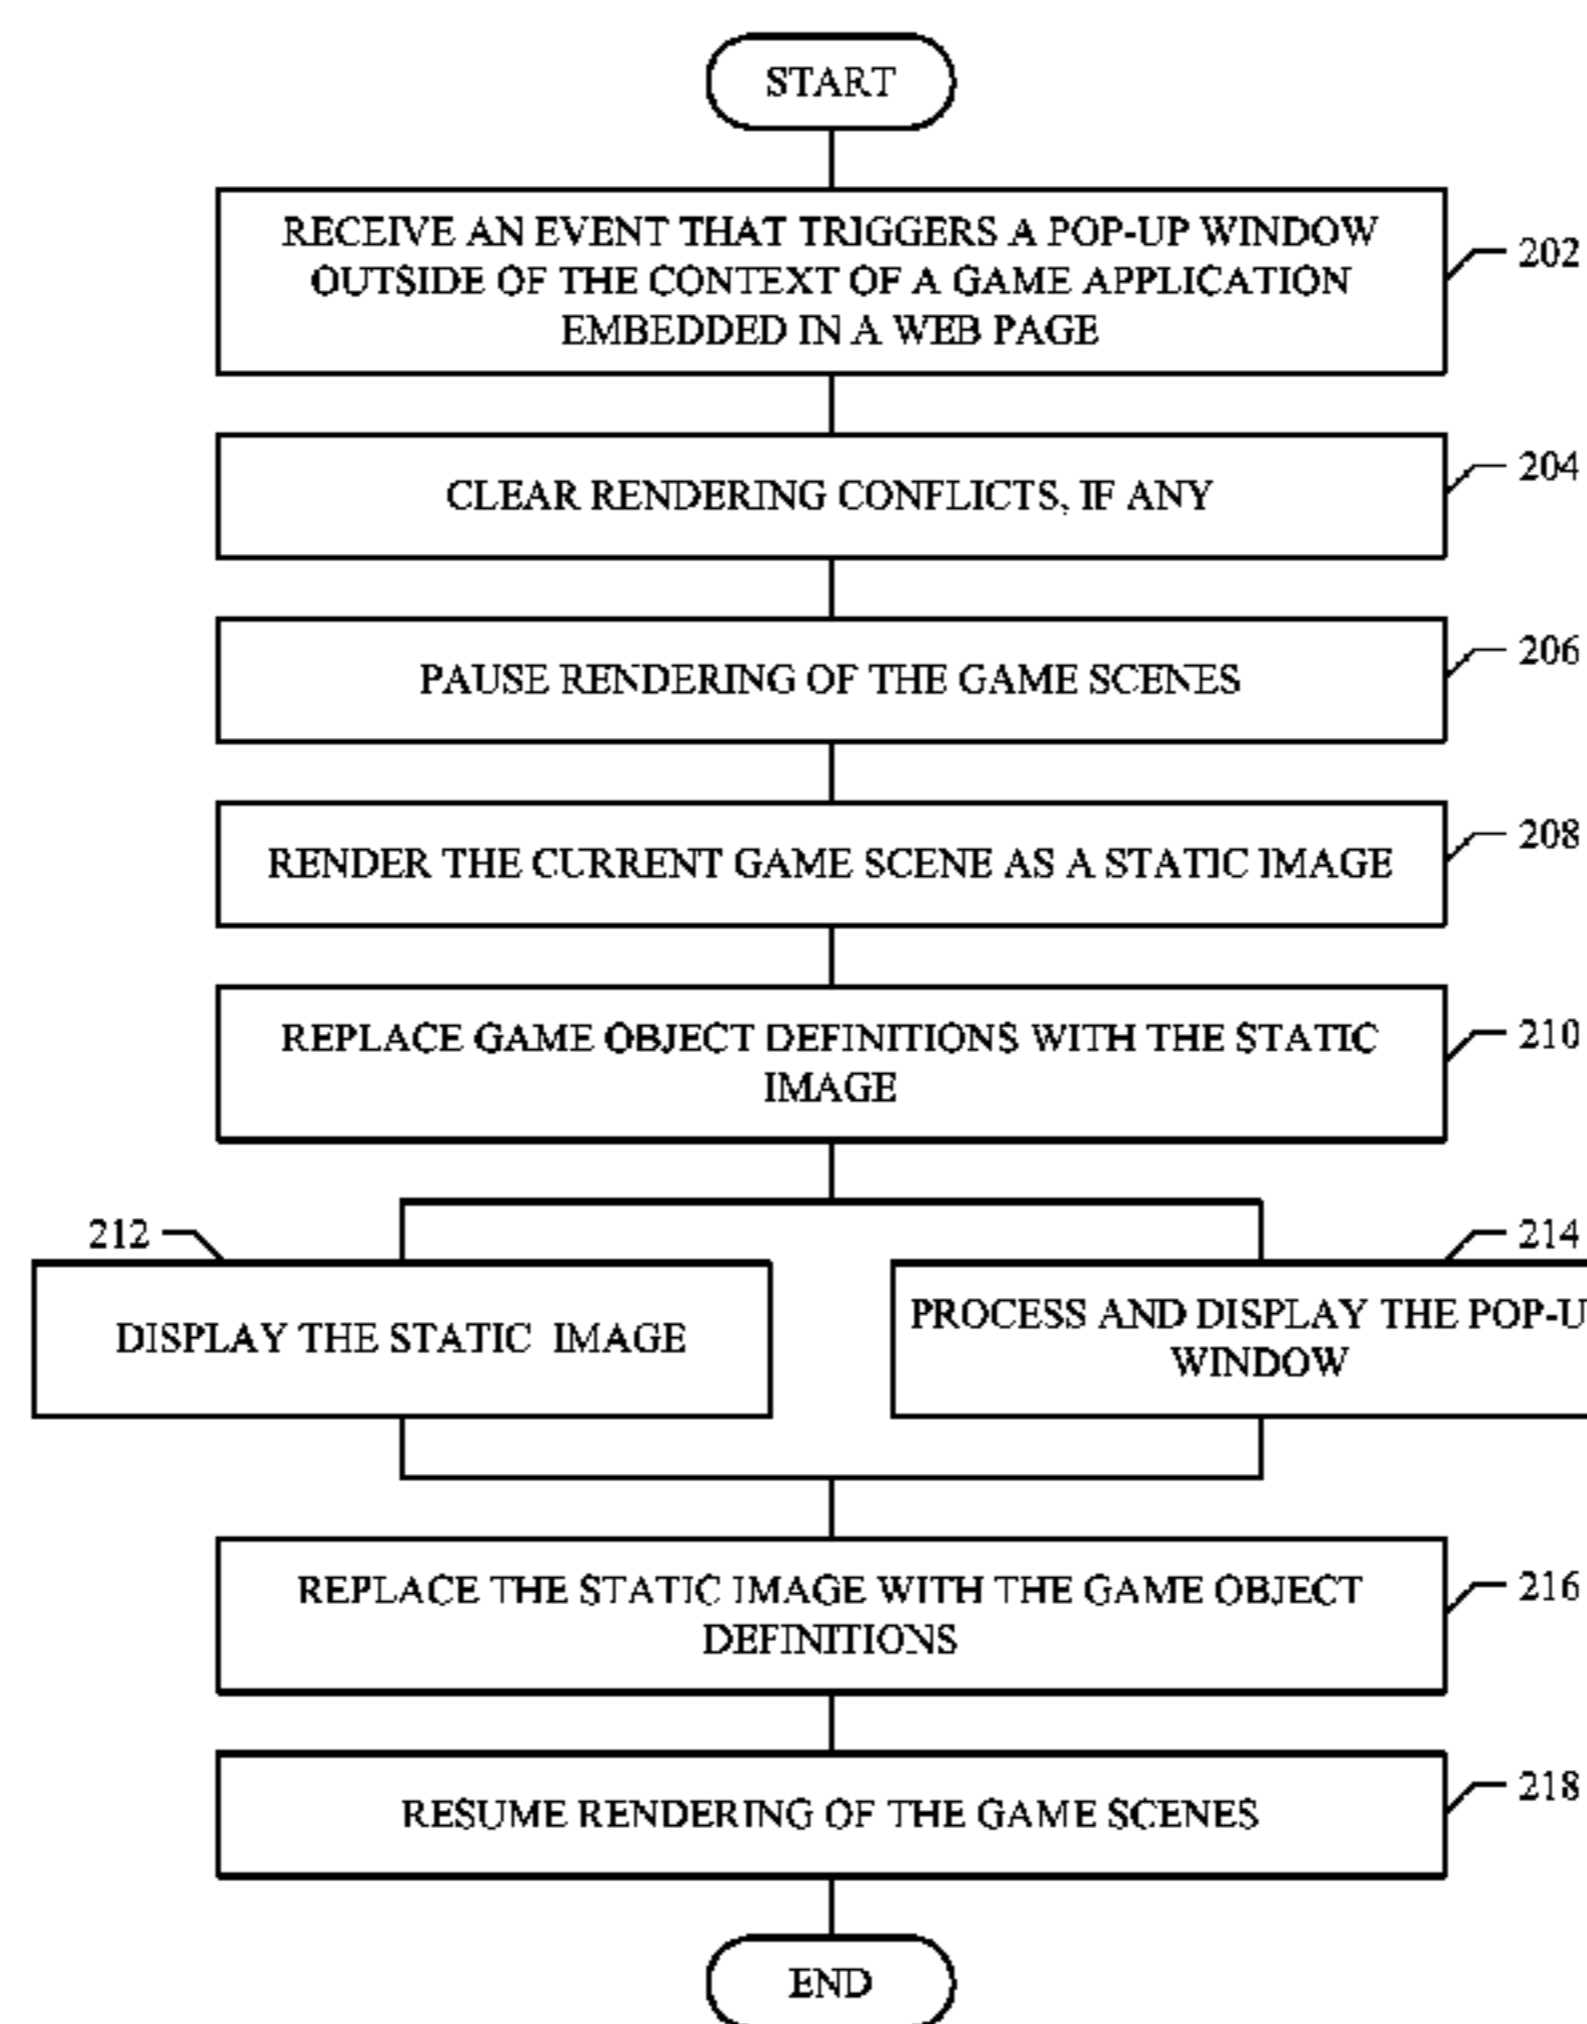 START
RECEIVE AN EVENT THAT TRIGGERS A POP-UP WINDOW
OUTSIDE OF THE CONTEXT OF A GAME APPLICATION
EMBEDDED IN A WEB PAGE
202
CLEAR RENDERING CONFLICTS, IF ANY
204
PAUSE RENDERING OF THE GAME SCENES
206
RENDER THE CURRENT GAME SCENE AS A STATIC IMAGE
208
REPLACE GAME OBJECT DEFINITIONS WITH THE STATIC
IMAGE
210
212
DISPLAY THE STATIC IMAGE
214
PROCESS AND DISPLAY THE POP-U
WINDOW
REPLACE THE STATIC IMAGE WITH THE GAME OBJECT
DEFINITIONS
216
RESUME RENDERING OF THE GAME SCENES
218
END